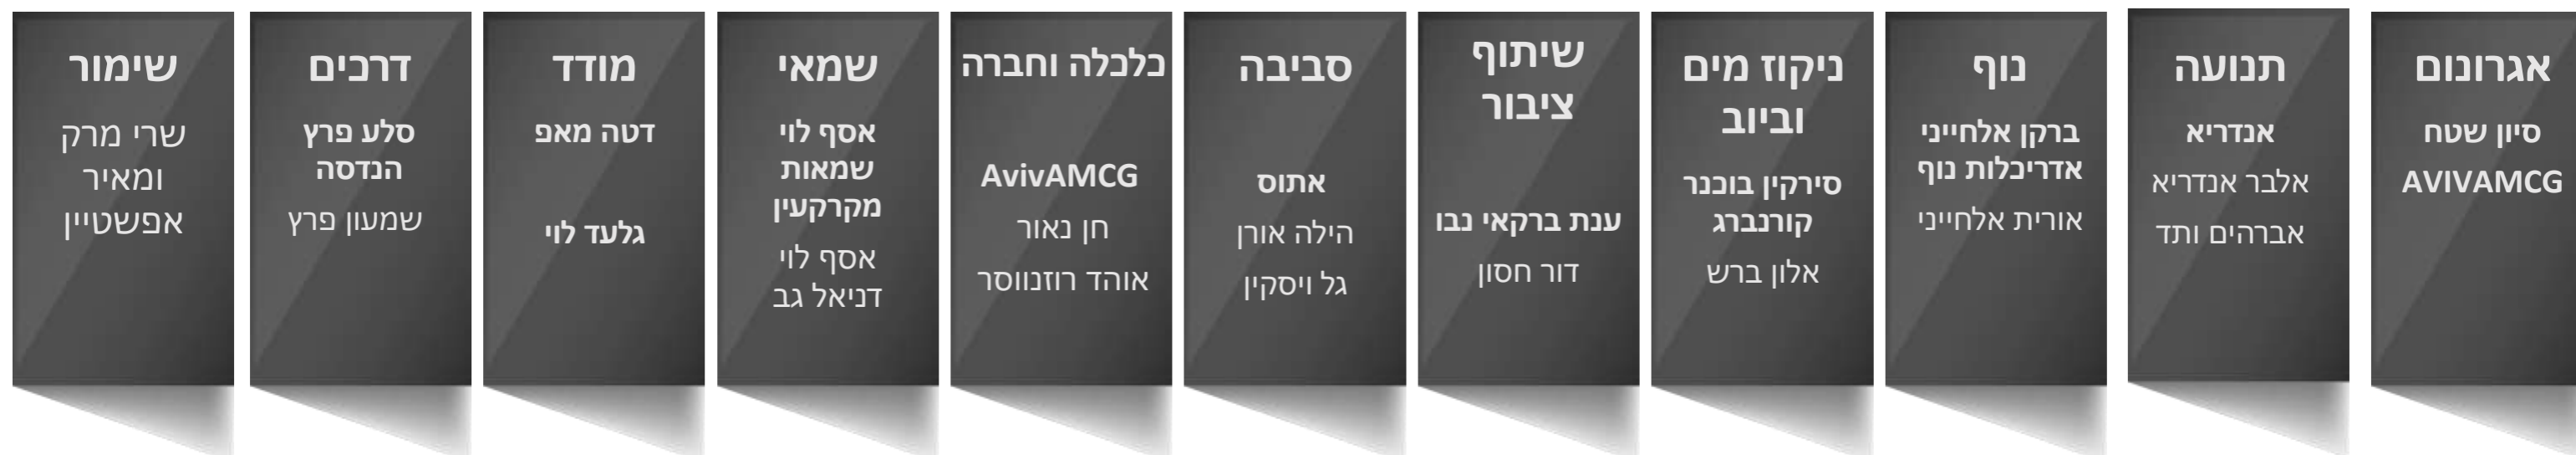 אגרונום
סיון שטח
AVIVAMCG
תנועה
אנדריא
אלבר אנדריא
אברהים ותד
נוף
ברקן אלחייני
אדריכלות נוף
אורית אלחייני
ניקוז מים
וביוב
סירקין בוכנר
קורנברג
אלון ברש
שיתוף
ציבור
ענת ברקאי נבו
דור חסון
סביבה
אתוס
הילה אורן
גל ויסקין
כלכלה וחברה
AvivAMCG
חן נאור
אוהד רוזנווסר
שמאי
אסף לוי
שמאות
מקרקעין
אסף לוי
דניאל גב
מודד
דטה מאפ
גלעד לוי
דרכים
סלע פרץ
הנדסה
שמעון פרץ
שימור
שרי מרק
ומאיר
אפשטיין